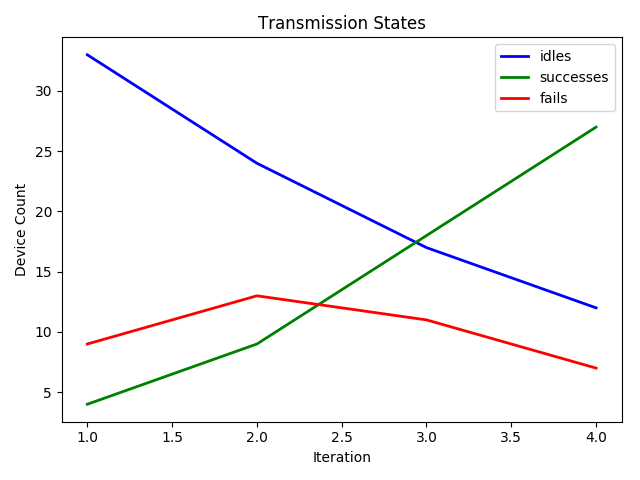 Transmission States
idles
successes
fails
Device Count
30
25
20
15
10
5
1.0 1.5 2.0 2.5 3.0 3.5 4.0
Iteration